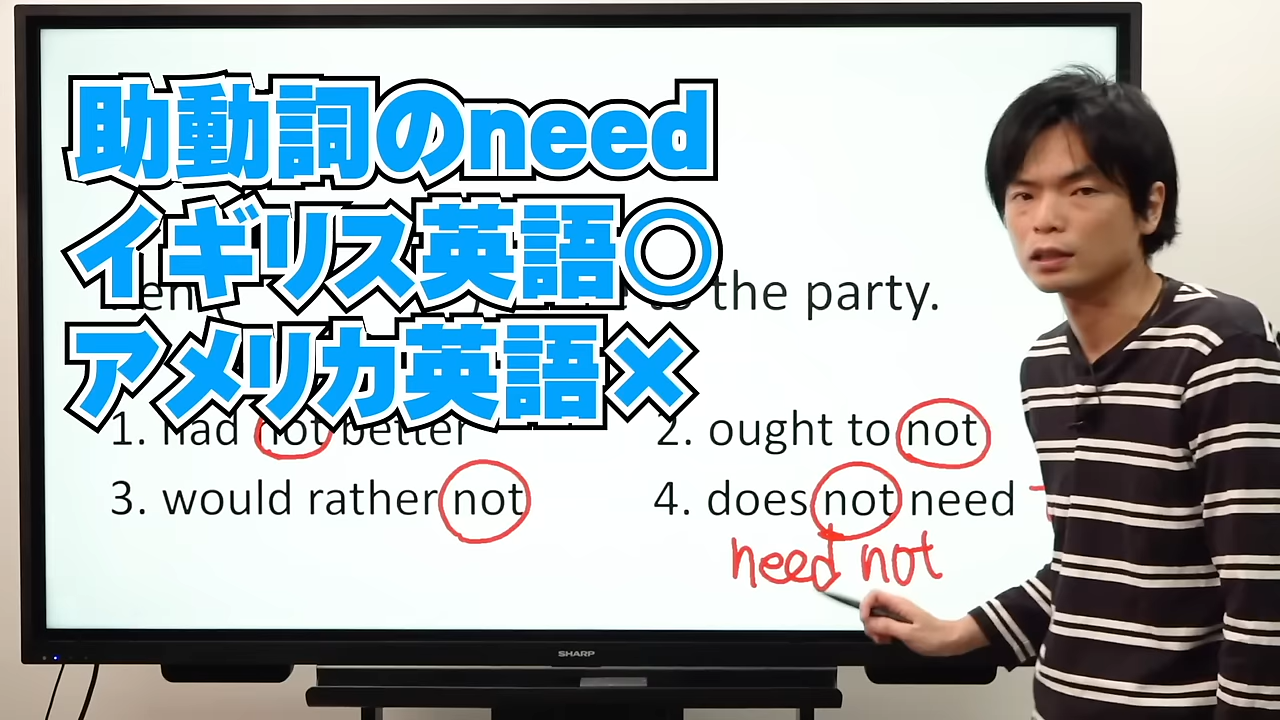 助動詞のneed
イギリス英語○
アメリカ英語×
the party.
1. had not better
2. ought to not
3. would rather not
4. does not need
need not
SHARP